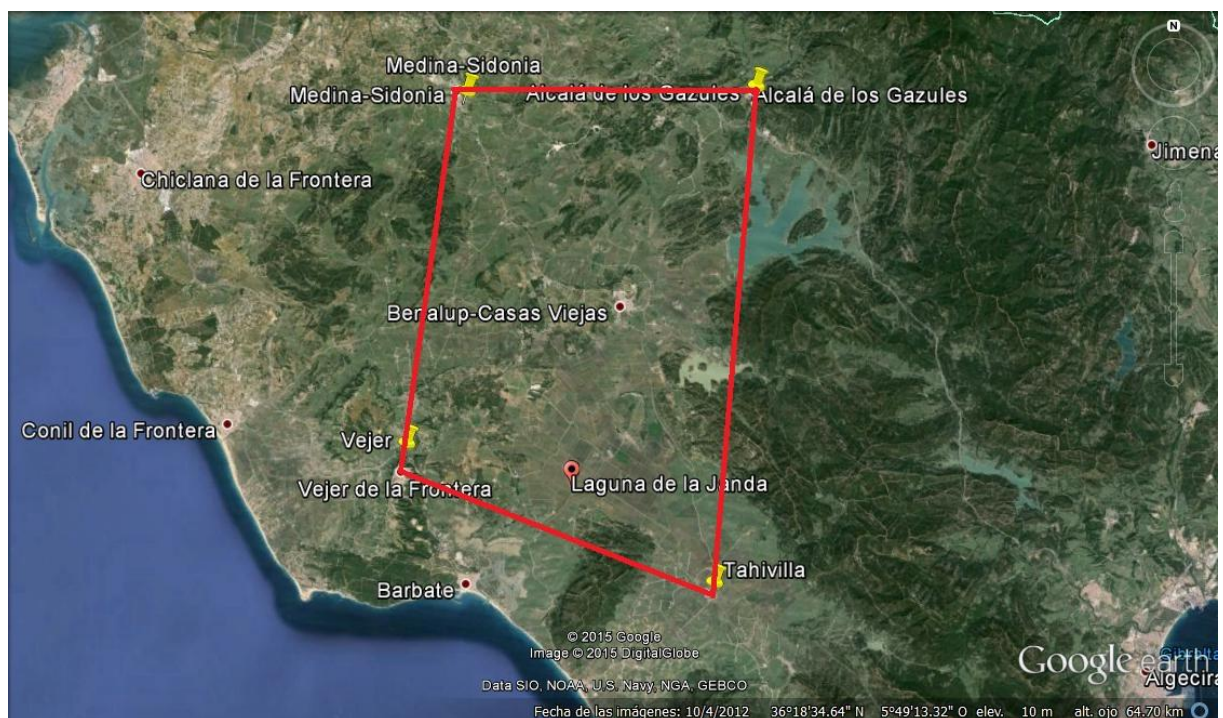 N
Medina-Sidonia
Medina-Sidonia
Alcalá de los Gazules
Alcalá de los Gazules
Jimena
Chiclana de la Frontera
Benalup-Casas Viejas
Conil de la Frontera
Vejer
Vejer de la Frontera
Laguna de la Janda
Tahivilla
Barbate
© 2015 Google
Image © 2015 DigitalGlobe
Data SIO, NOAA, U.S. Navy, NGA, GEBCO
Gibralt
Google earth
Algecira
Fecha de las imágenes: 10/4/2012 36°18'34.64" N 5°49'13.32" O elev. 10 m alt. ojo 64.70 km